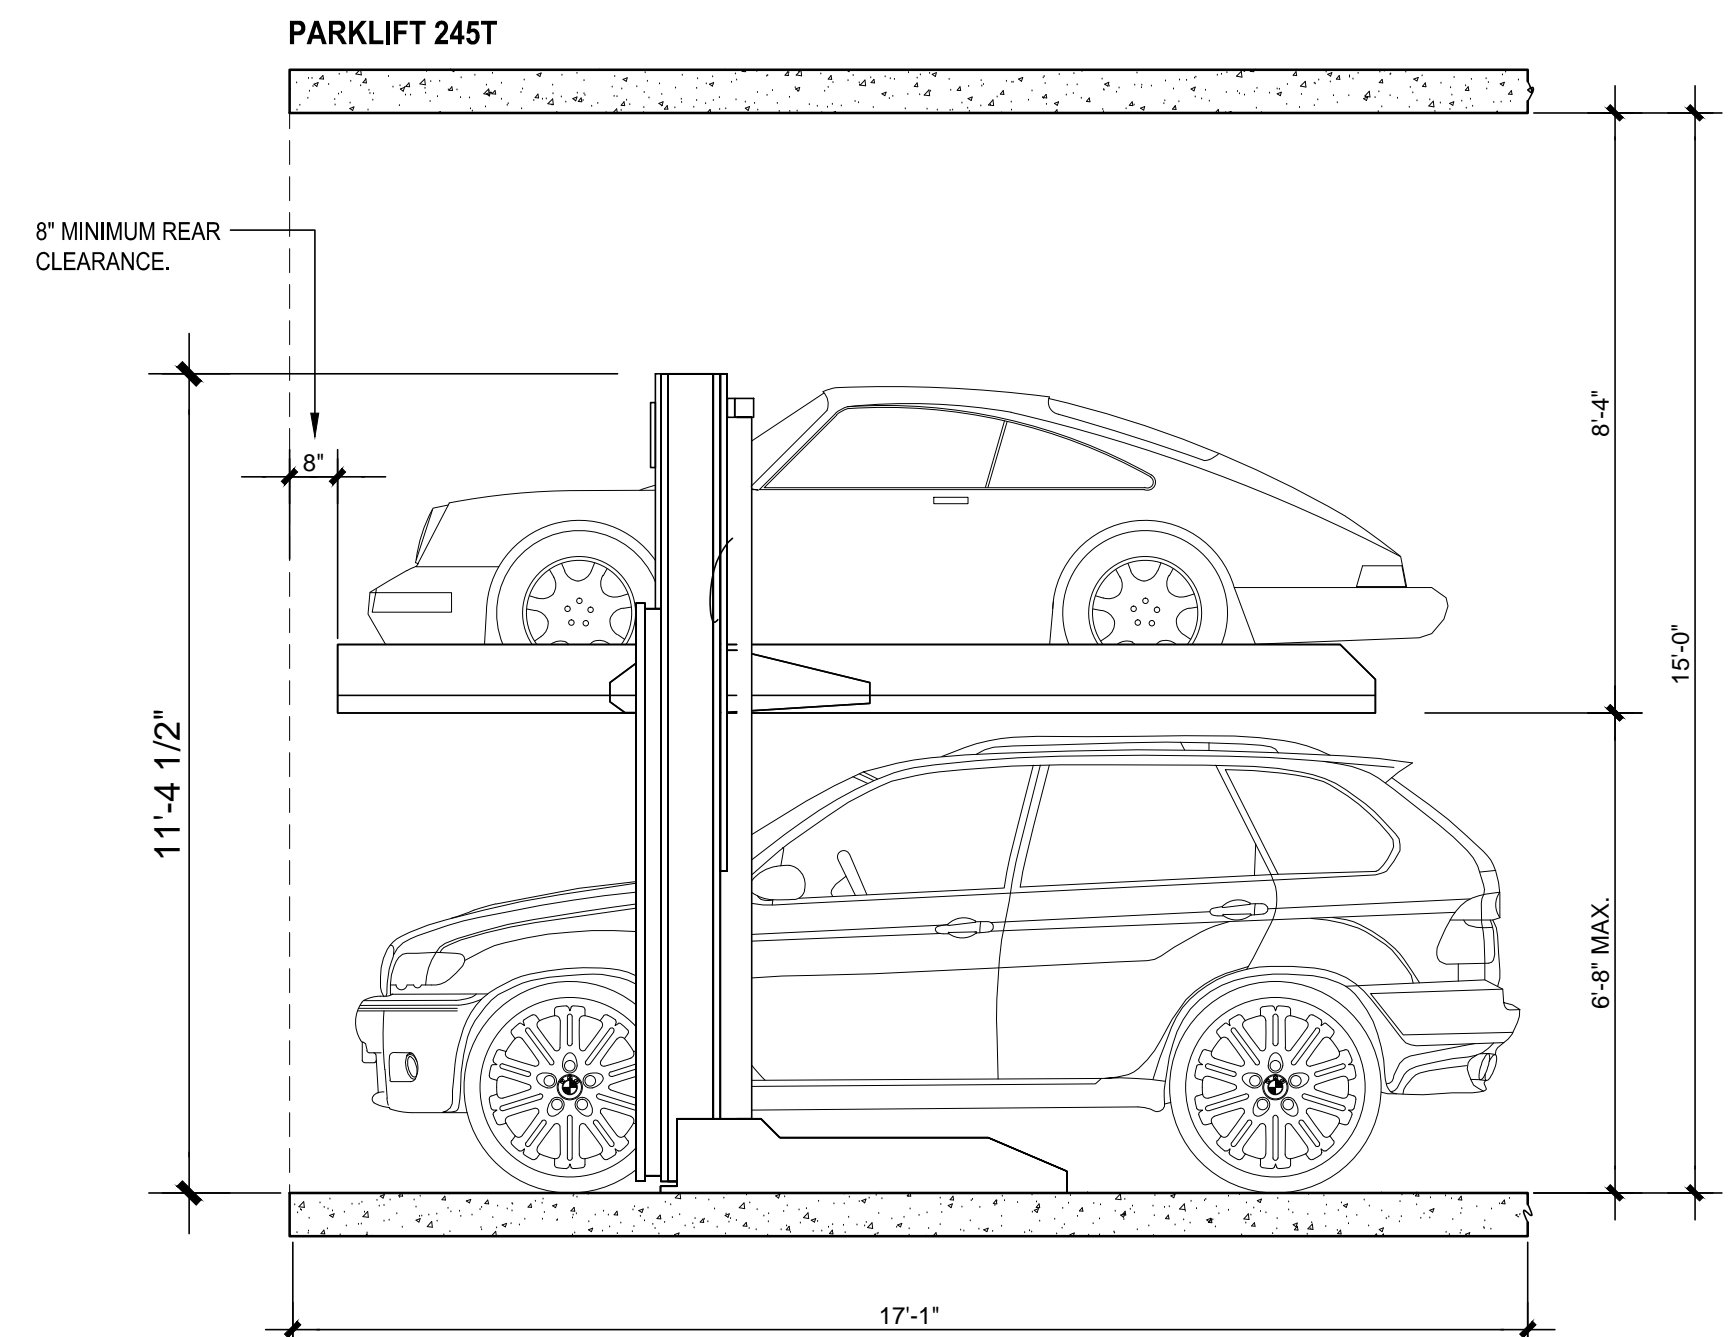 PARKLIFT 245T
8" MINIMUM REAR
CLEARANCE.
8"
11'-4 1/2"
8'-4"
15'-0"
6'-8" MAX.
17'-1"